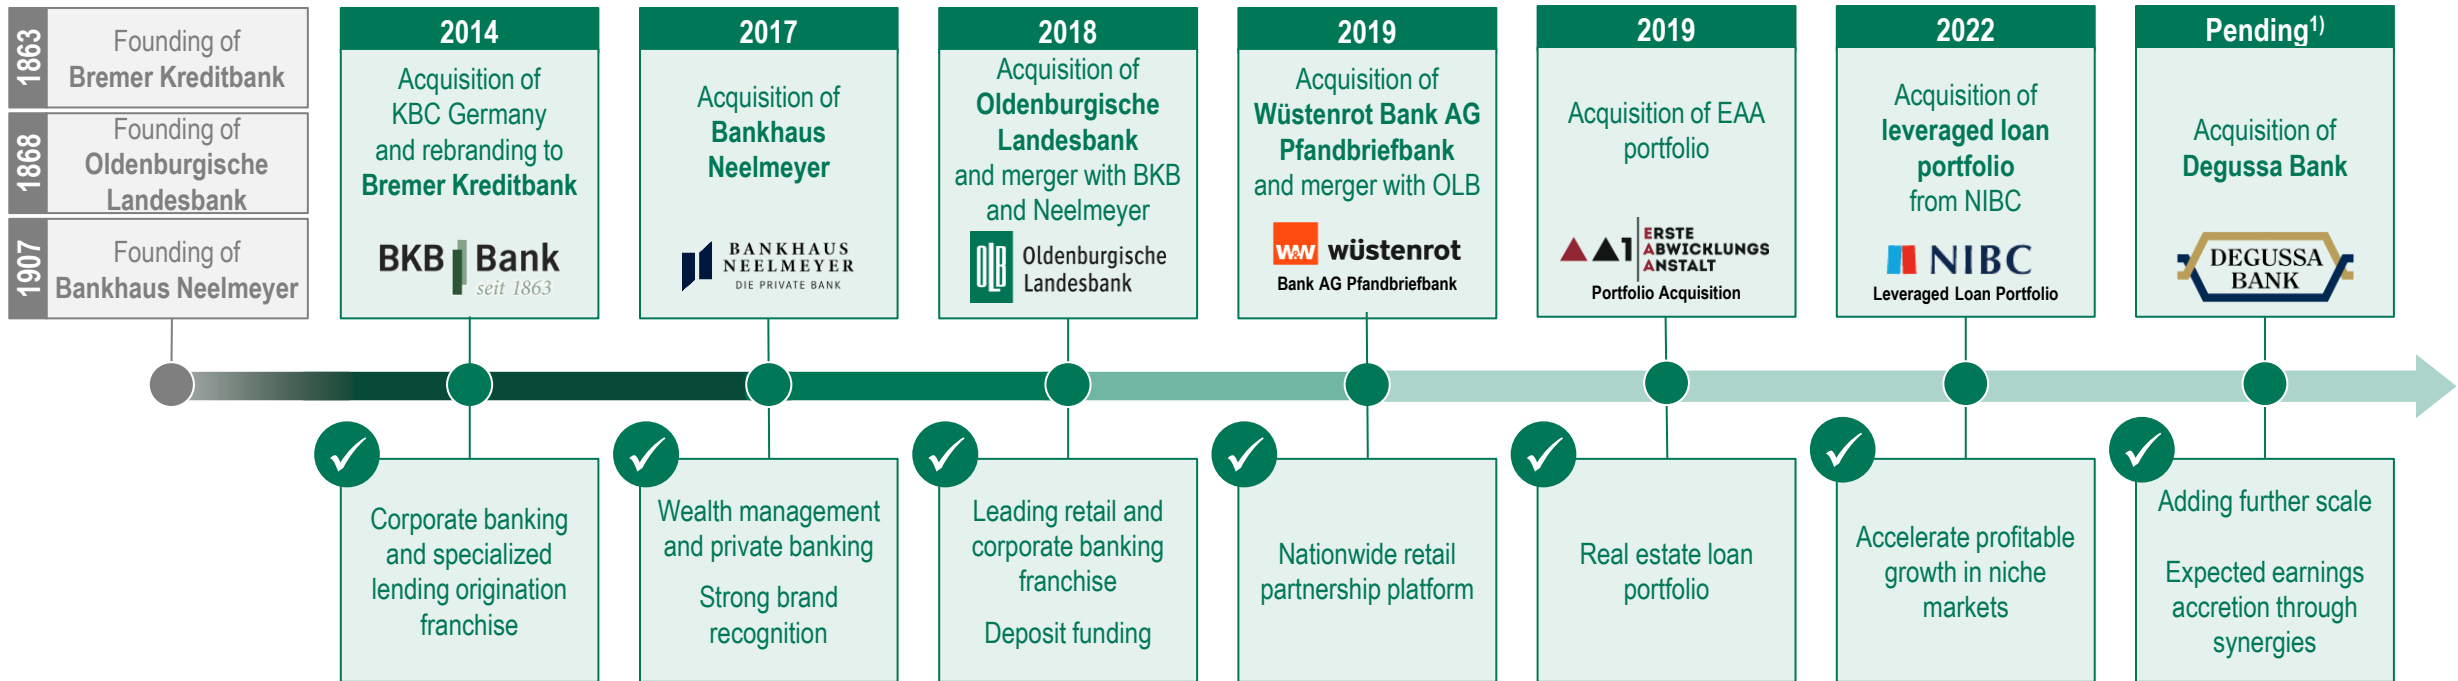 1863
Founding of
Bremer Kreditbank
1868
Founding of
Oldenburgische
Landesbank
1907
Founding of
Bankhaus Neelmeyer
2014
Acquisition of
KBC Germany
and rebranding to
Bremer Kreditbank
BKB Bank
seit 1863
2017
Acquisition of
Bankhaus
Neelmeyer
BANKHAUS
NEELMEYER
DIE PRIVATE BANK
2018
Acquisition of
Oldenburgische
Landesbank
and merger with BKB
and Neelmeyer
OLB
Oldenburgische
Landesbank
2019
Acquisition of
Wüstenrot Bank AG
Pfandbriefbank
and merger with OLB
W&W wüstenrot
Bank AG Pfandbriefbank
2019
Acquisition of EAA
portfolio
ERSTE
ABWICKLUNGS
ANSTALT
Portfolio Acquisition
2022
Acquisition of
leveraged loan
portfolio
from NIBC
NIBC
Leveraged Loan Portfolio
Pending1)
Acquisition of
Degussa Bank
DEGUSSA
BANK
Corporate banking
and specialized
lending origination
franchise
Wealth management
and private banking
Strong brand
recognition
Leading retail and
corporate banking
franchise
Deposit funding
Nationwide retail
partnership platform
Real estate loan
portfolio
Accelerate profitable
growth in niche
markets
Adding further scale
Expected earnings
accretion through
synergies